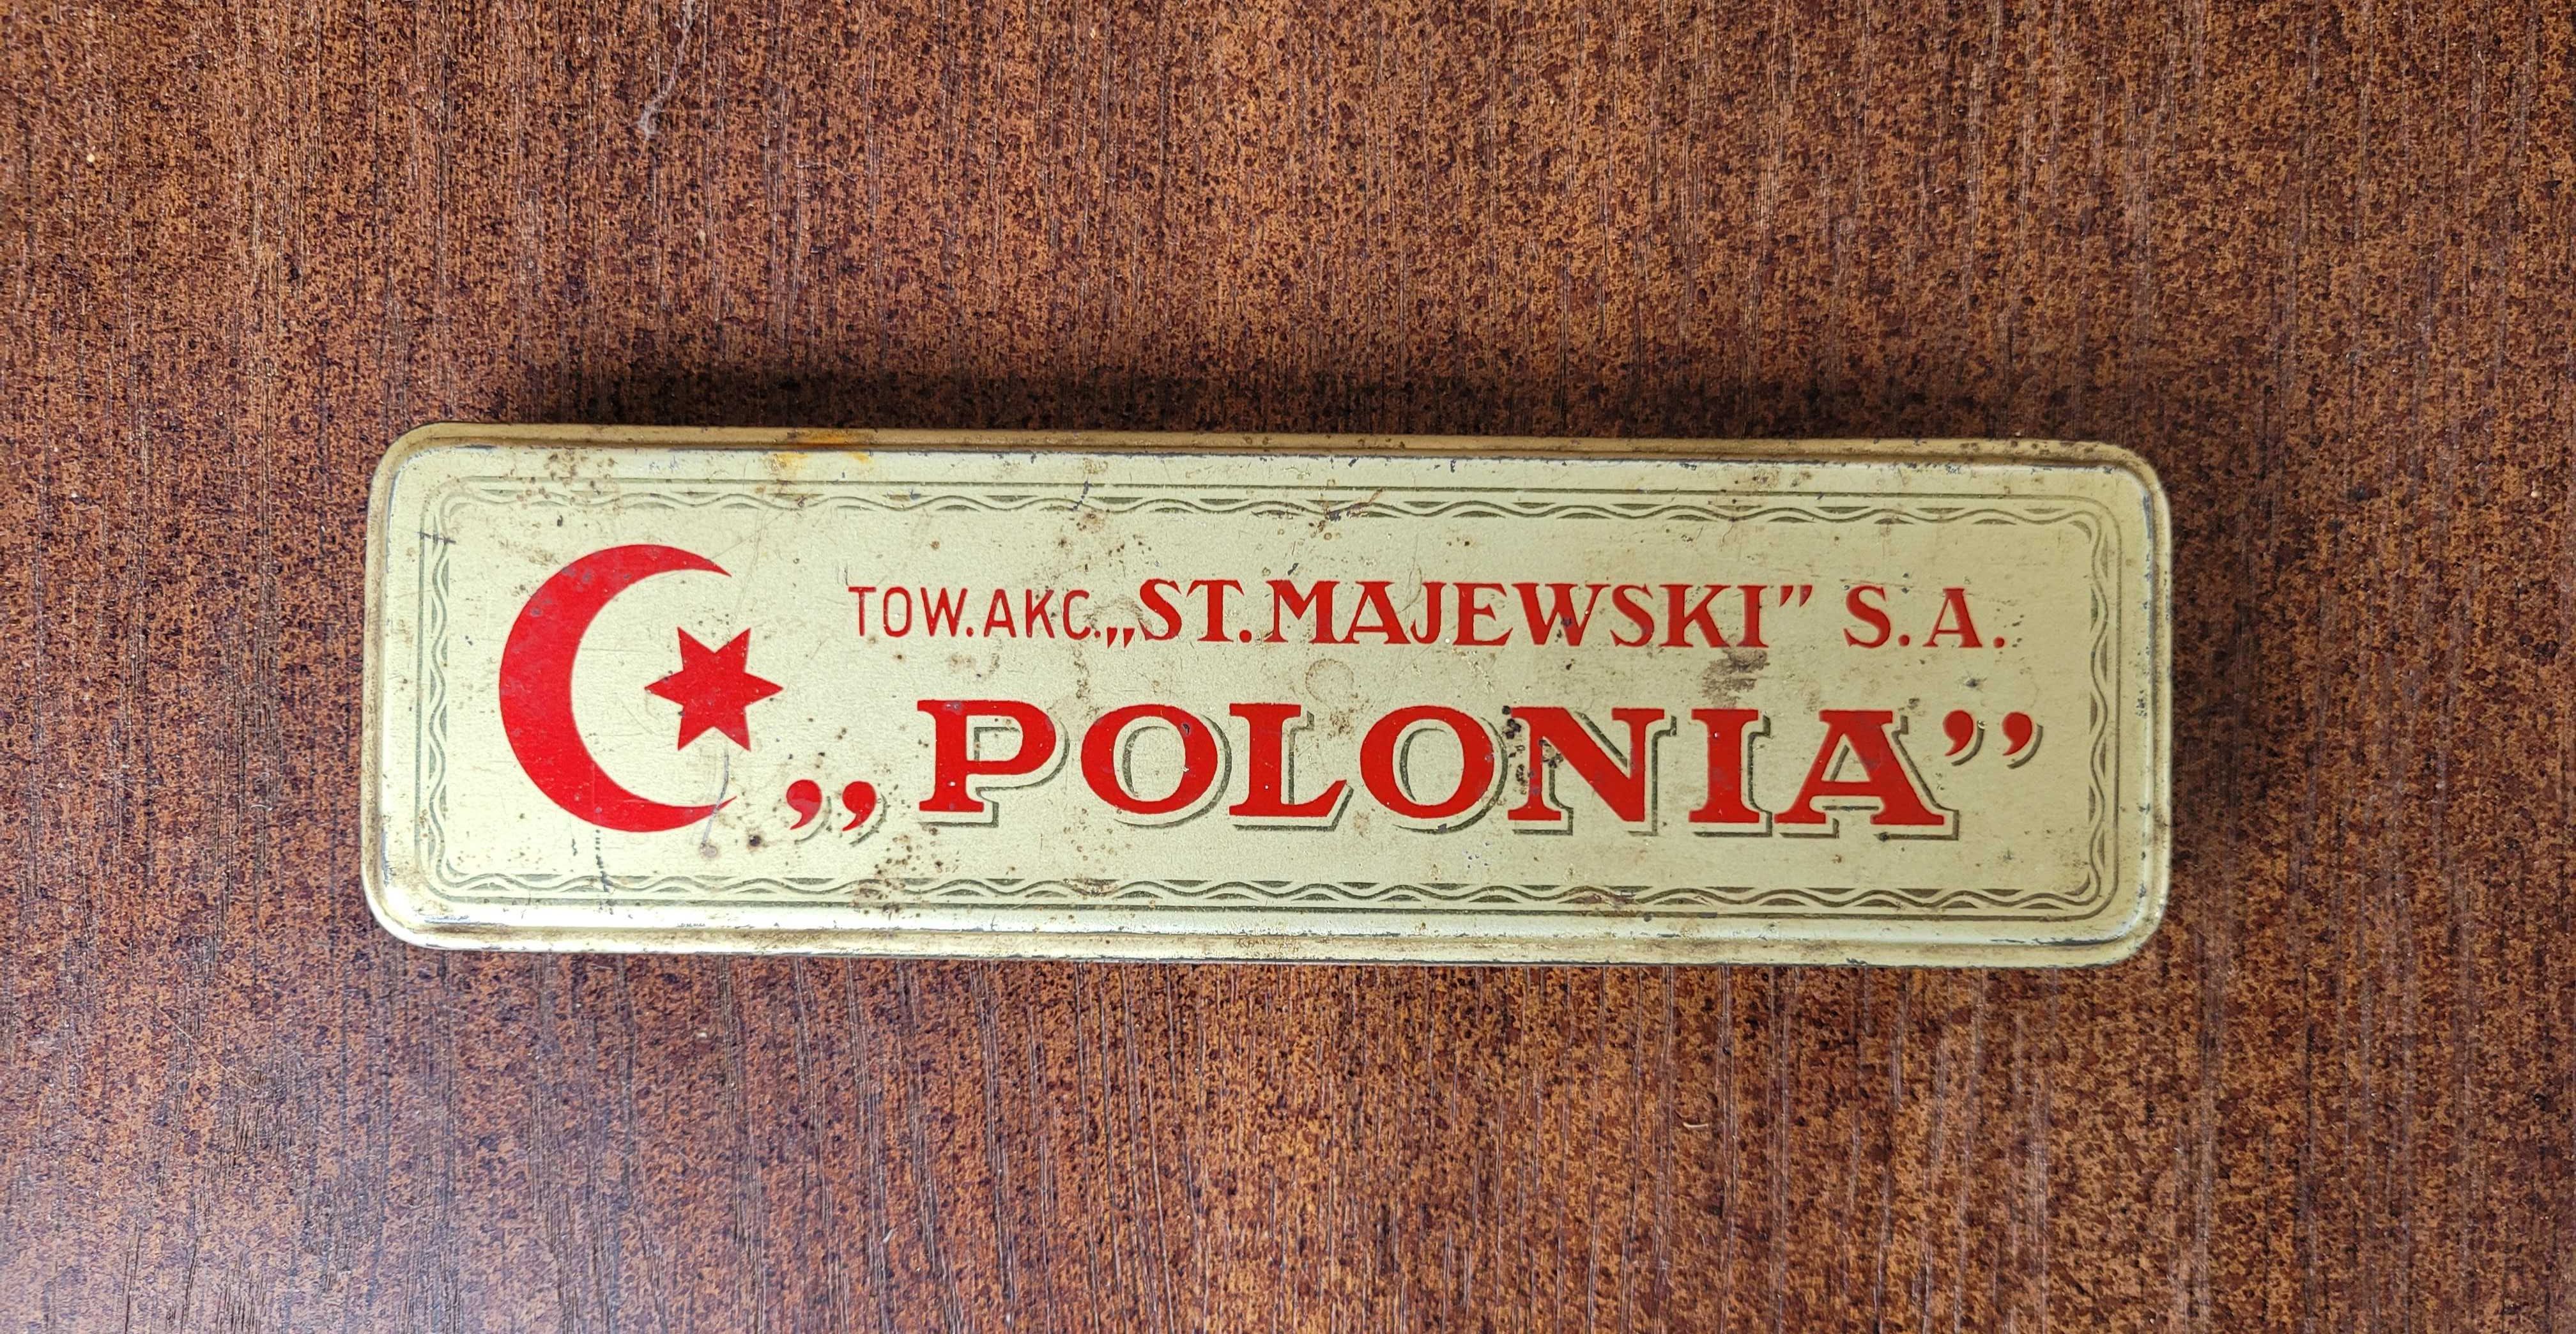 TOW.AKC. „ST. MAJEWSKI” S.A.
„POLONIA”